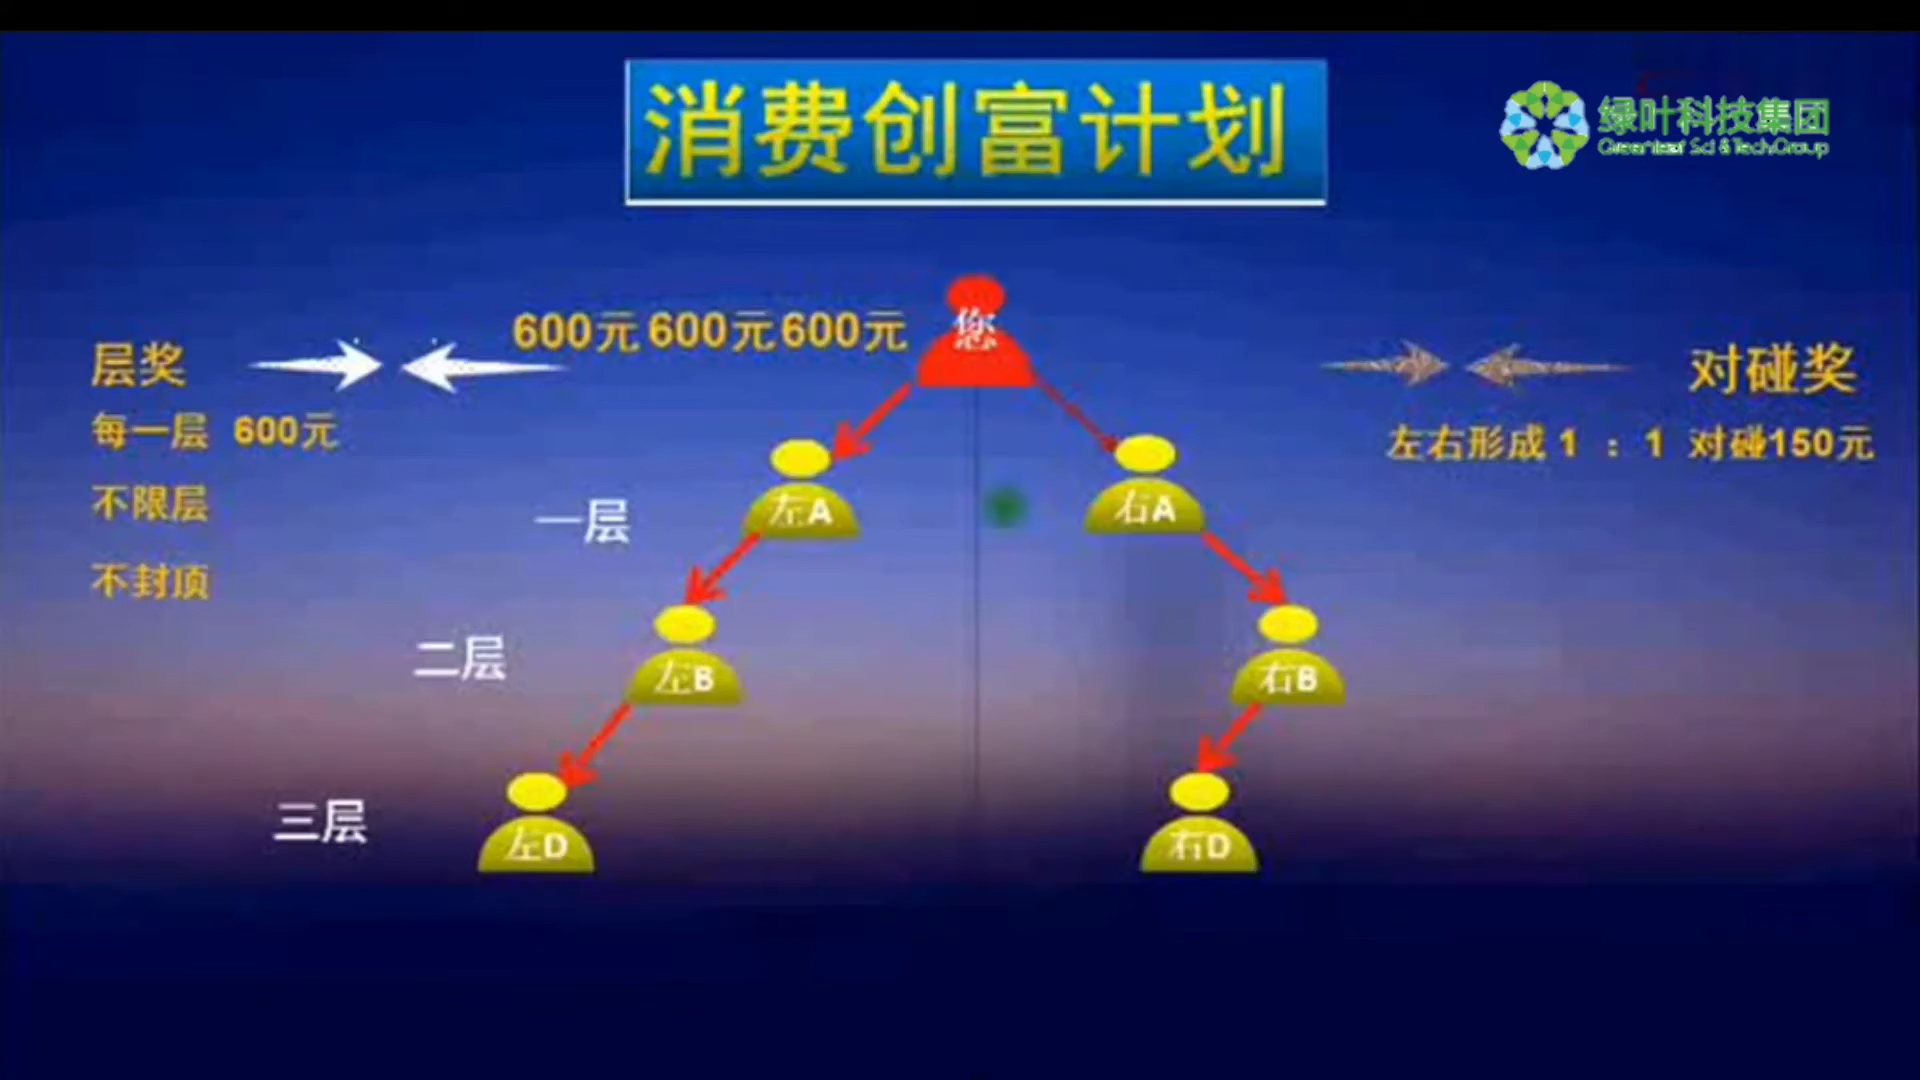 消费创富计划
绿叶科技集团
Greenleaf Sci & Tech.Group
600元 600元 600元
您
层奖
对碰奖
每一层 600元
左右形成 1 : 1 对碰150元
不限层
一层
左A
右A
不封顶
二层
左B
右B
三层
左D
右D